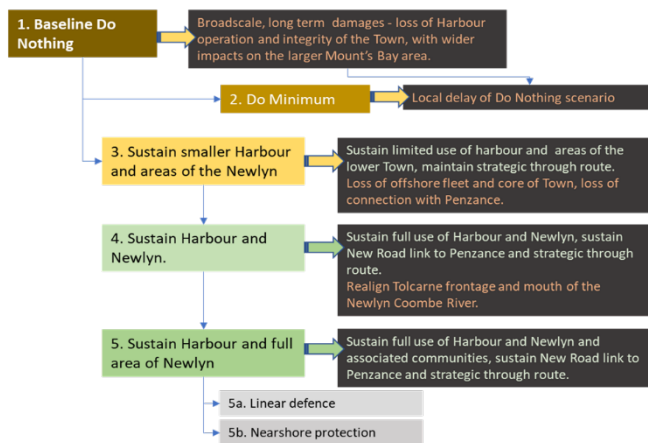 1. Baseline Do
Nothing
Broadscale, long term damages - loss of Harbour
operation and integrity of the Town, with wider
impacts on the larger Mount's Bay area.
2. Do Minimum
Local delay of Do Nothing scenario
3. Sustain smaller Harbour
and areas of the Newlyn
Sustain limited use of harbour and areas of the
lower Town, maintain strategic through route.
Loss of offshore fleet and core of Town, loss of
connection with Penzance.
4. Sustain Harbour and
Newlyn.
Sustain full use of Harbour and Newlyn, sustain
New Road link to Penzance and strategic through
route.
Realign Tolcarne frontage and mouth of the
Newlyn Coombe River.
5. Sustain Harbour and full
area of Newlyn
Sustain full use of Harbour and Newlyn and
associated communities, sustain New Road link to
Penzance and strategic through route.
5a. Linear defence
5b. Nearshore protection